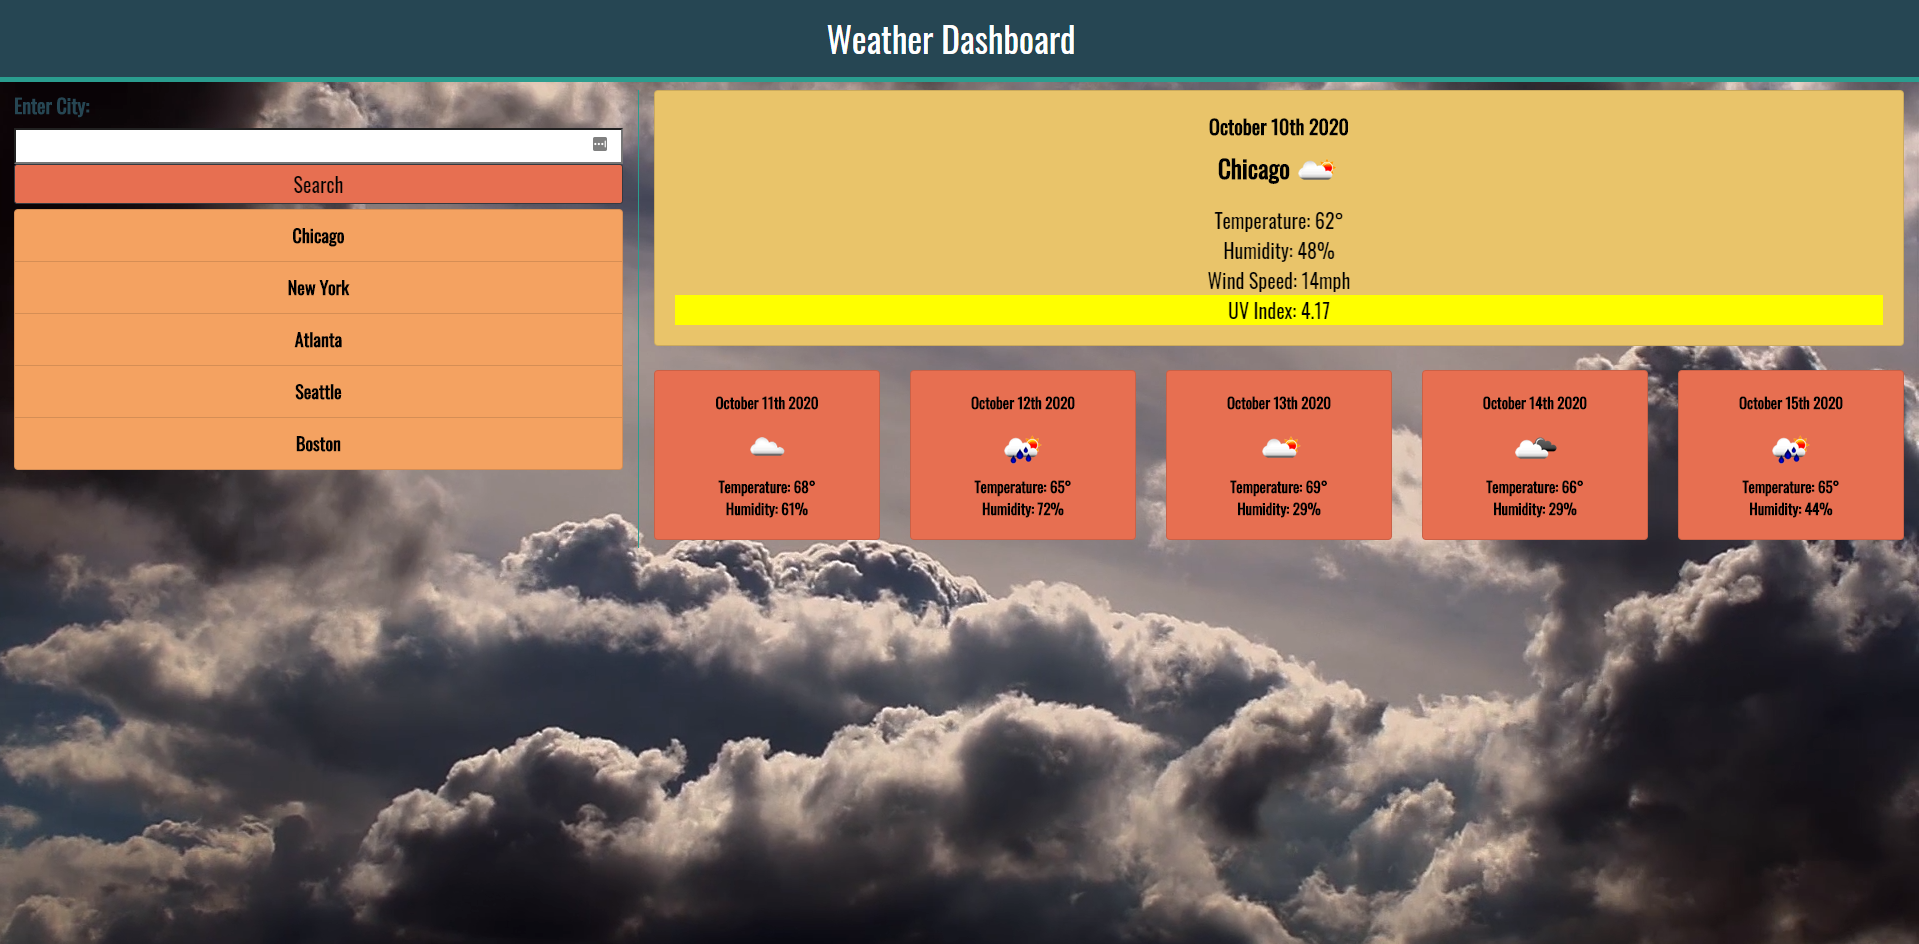 Weather Dashboard
Enter City:
Search
Chicago
New York
Atlanta
Seattle
Boston
October 10th 2020
Chicago
Temperature: 62°
Humidity: 48%
Wind Speed: 14mph
UV Index: 4.17
October 11th 2020
Temperature: 68°
Humidity: 61%
October 12th 2020
Temperature: 65°
Humidity: 72%
October 13th 2020
Temperature: 69°
Humidity: 29%
October 14th 2020
Temperature: 66°
Humidity: 29%
October 15th 2020
Temperature: 65°
Humidity: 44%